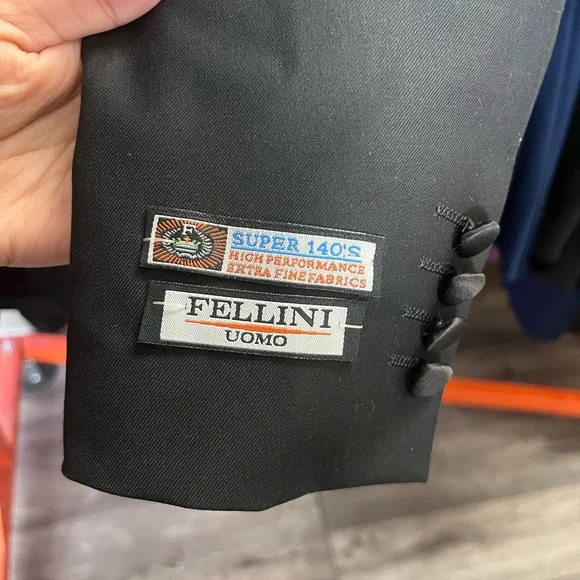 F
SUPER 140'S
HIGH PERFORMANCE
EXTRA FINE FABRICS
FELLINI
UOMO